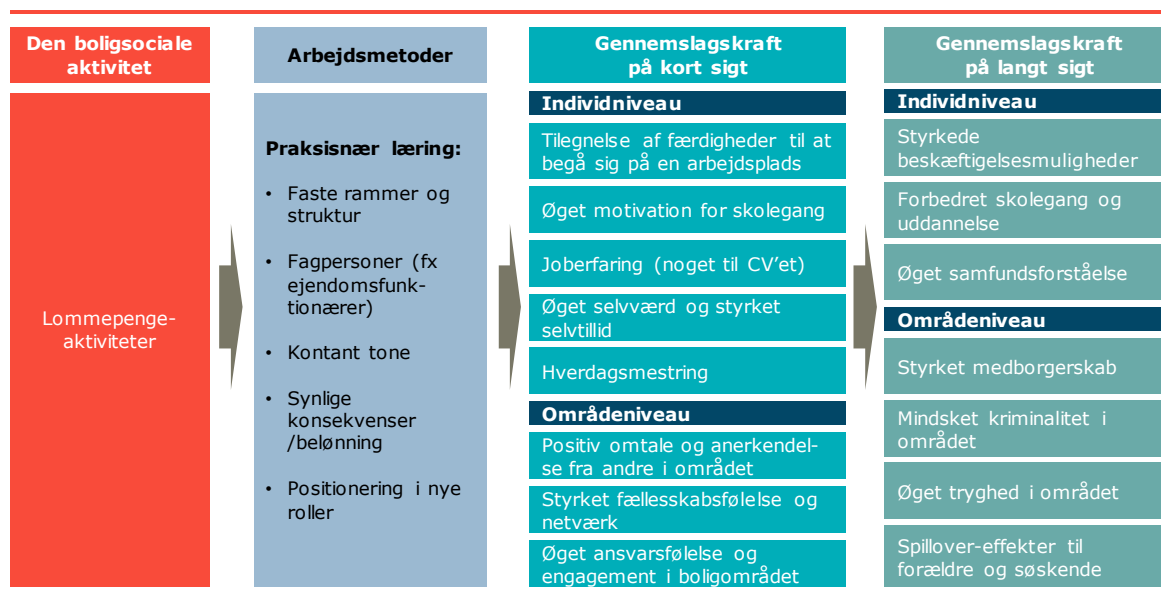 Den boligsociale
aktivitet
Lommepenge-
aktiviteter
Arbejdsmetoder
Praksisnær læring:
• Faste rammer og
struktur
• Fagpersoner (fx
ejendomsfunk-
tionærer)
• Kontant tone
• Synlige
konsekvenser
/belønning
• Positionering i nye
roller
Gennemslagskraft
på kort sigt
Individniveau
Tilegnelse af færdigheder til at
begå sig på en arbejdsplads
Øget motivation for skolegang
Joberfaring (noget til CV’et)
Øget selvværd og styrket
selvtillid
Hverdagsmestring
Områdeniveau
Positiv omtale og anerkendel-
se fra andre i området
Styrket fællesskabsfølelse og
netværk
Øget ansvarsfølelse og
engagement i boligområdet
Gennemslagskraft
på langt sigt
Individniveau
Styrkede
beskæftigelsesmuligheder
Forbedret skolegang og
uddannelse
Øget samfundsforståelse
Områdeniveau
Styrket medborgerskab
Mindsket kriminalitet i
området
Øget tryghed i området
Spillover-effekter til
forældre og søskende